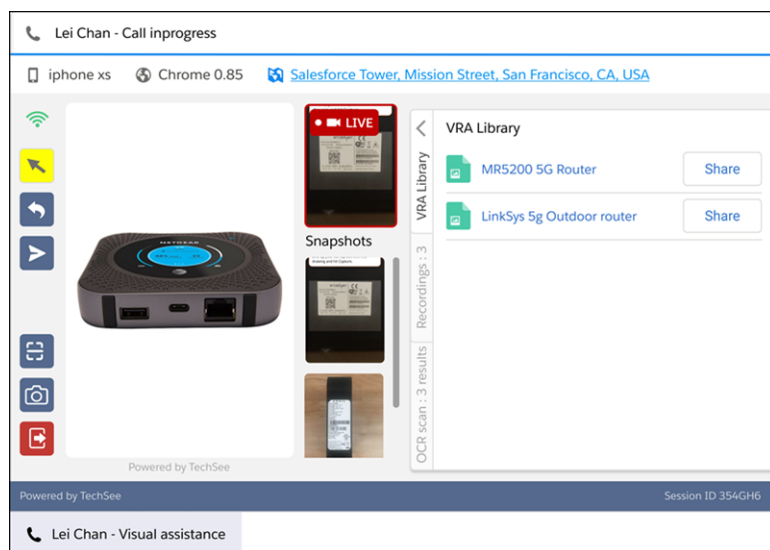 Lei Chan - Call inprogress
iphone xs
Chrome 0.85
Salesforce Tower, Mission Street, San Francisco, CA, USA
LIVE
Snapshots
NETGEAR
Powered by TechSee
VRA Library
Recordings : 3
OCR scan : 3 results
VRA Library
MR5200 5G Router
Share
LinkSys 5g Outdoor router
Share
Powered by TechSee
Session ID 354GH6
Lei Chan - Visual assistance